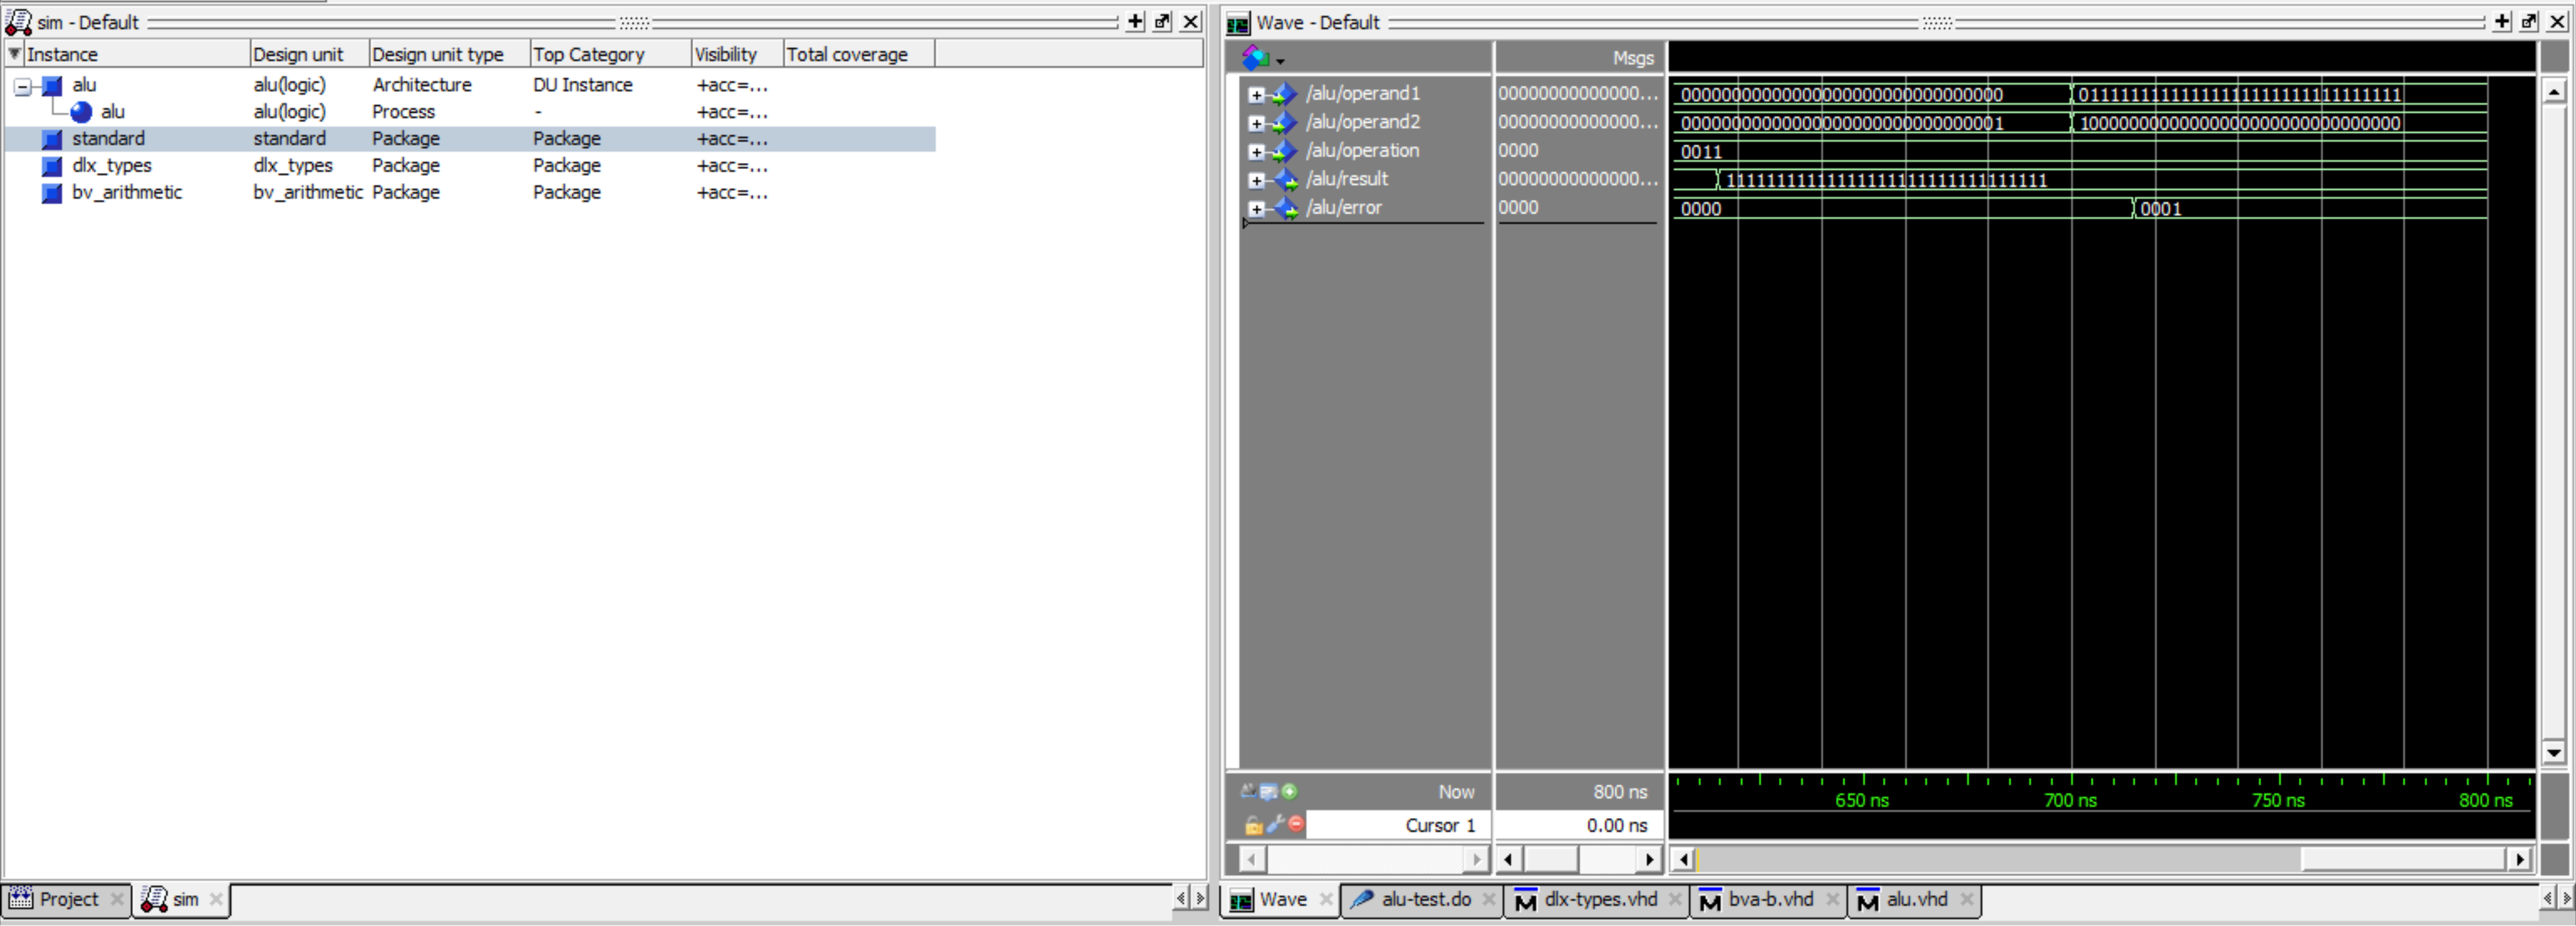 sim - Default
Instance Design unit Design unit type Top Category Visibility Total coverage
alu alu(logic) Architecture DU Instance +acc=...
alu alu(logic) Process - +acc=...
standard standard Package Package +acc=...
dlx_types dlx_types Package Package +acc=...
bv_arithmetic bv_arithmetic Package Package +acc=...
Project sim
Wave - Default
Msgs
/alu/operand1 00000000000000... 00000000000000000000000000000000 01111111111111111111111111111111
/alu/operand2 00000000000000... 00000000000000000000000000000001 10000000000000000000000000000000
/alu/operation 0000 0011
/alu/result 00000000000000... 11111111111111111111111111111111
/alu/error 0000 0000 0001
Now 800 ns 650 ns 700 ns 750 ns 800 ns
Cursor 1 0.00 ns
Wave alu-test.do dlx-types.vhd bva-b.vhd alu.vhd